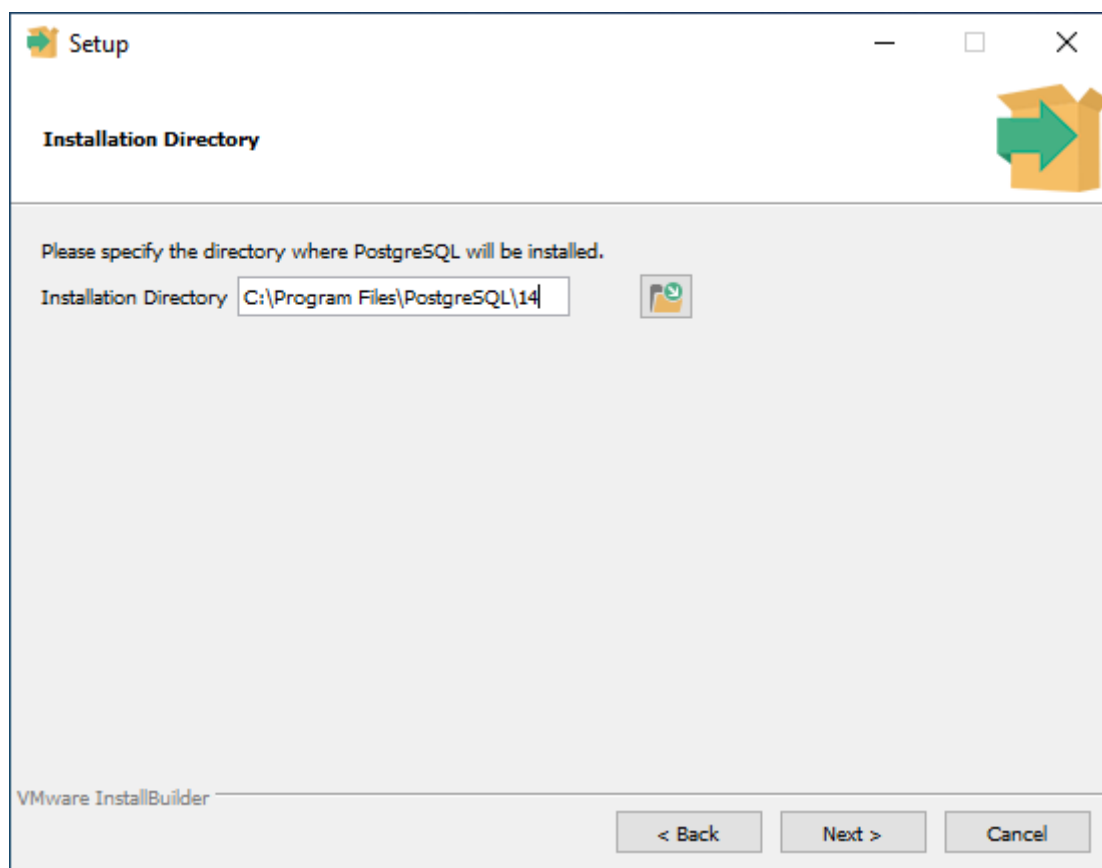 Setup
Installation Directory
Please specify the directory where PostgreSQL will be installed.
Installation Directory C:\Program Files\PostgreSQL\14
VMware InstallBuilder
< Back Next > Cancel